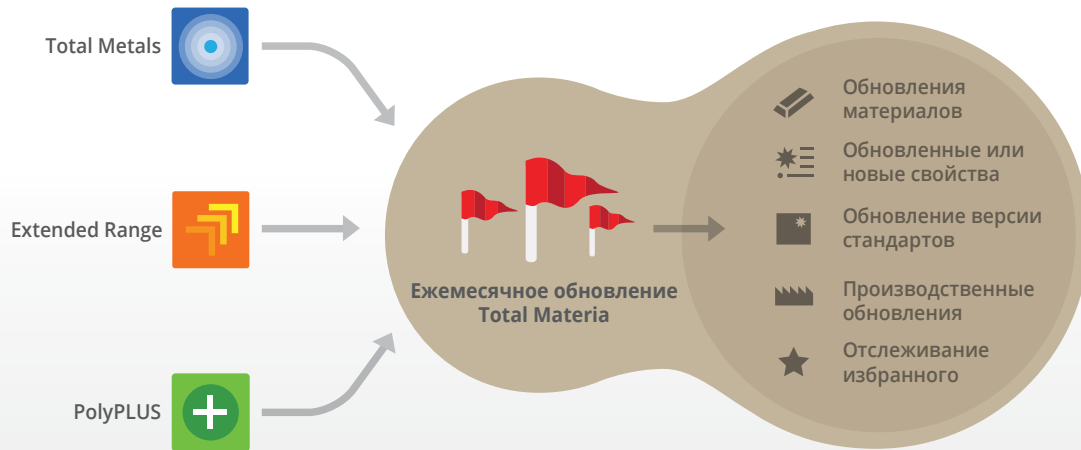 Total Metals
Extended Range
PolyPLUS
Ежемесячное обновление
Total Materia
Обновления
материалов
Обновленные или
новые свойства
Обновление версии
стандартов
Производственные
обновления
Отслеживание
избранного